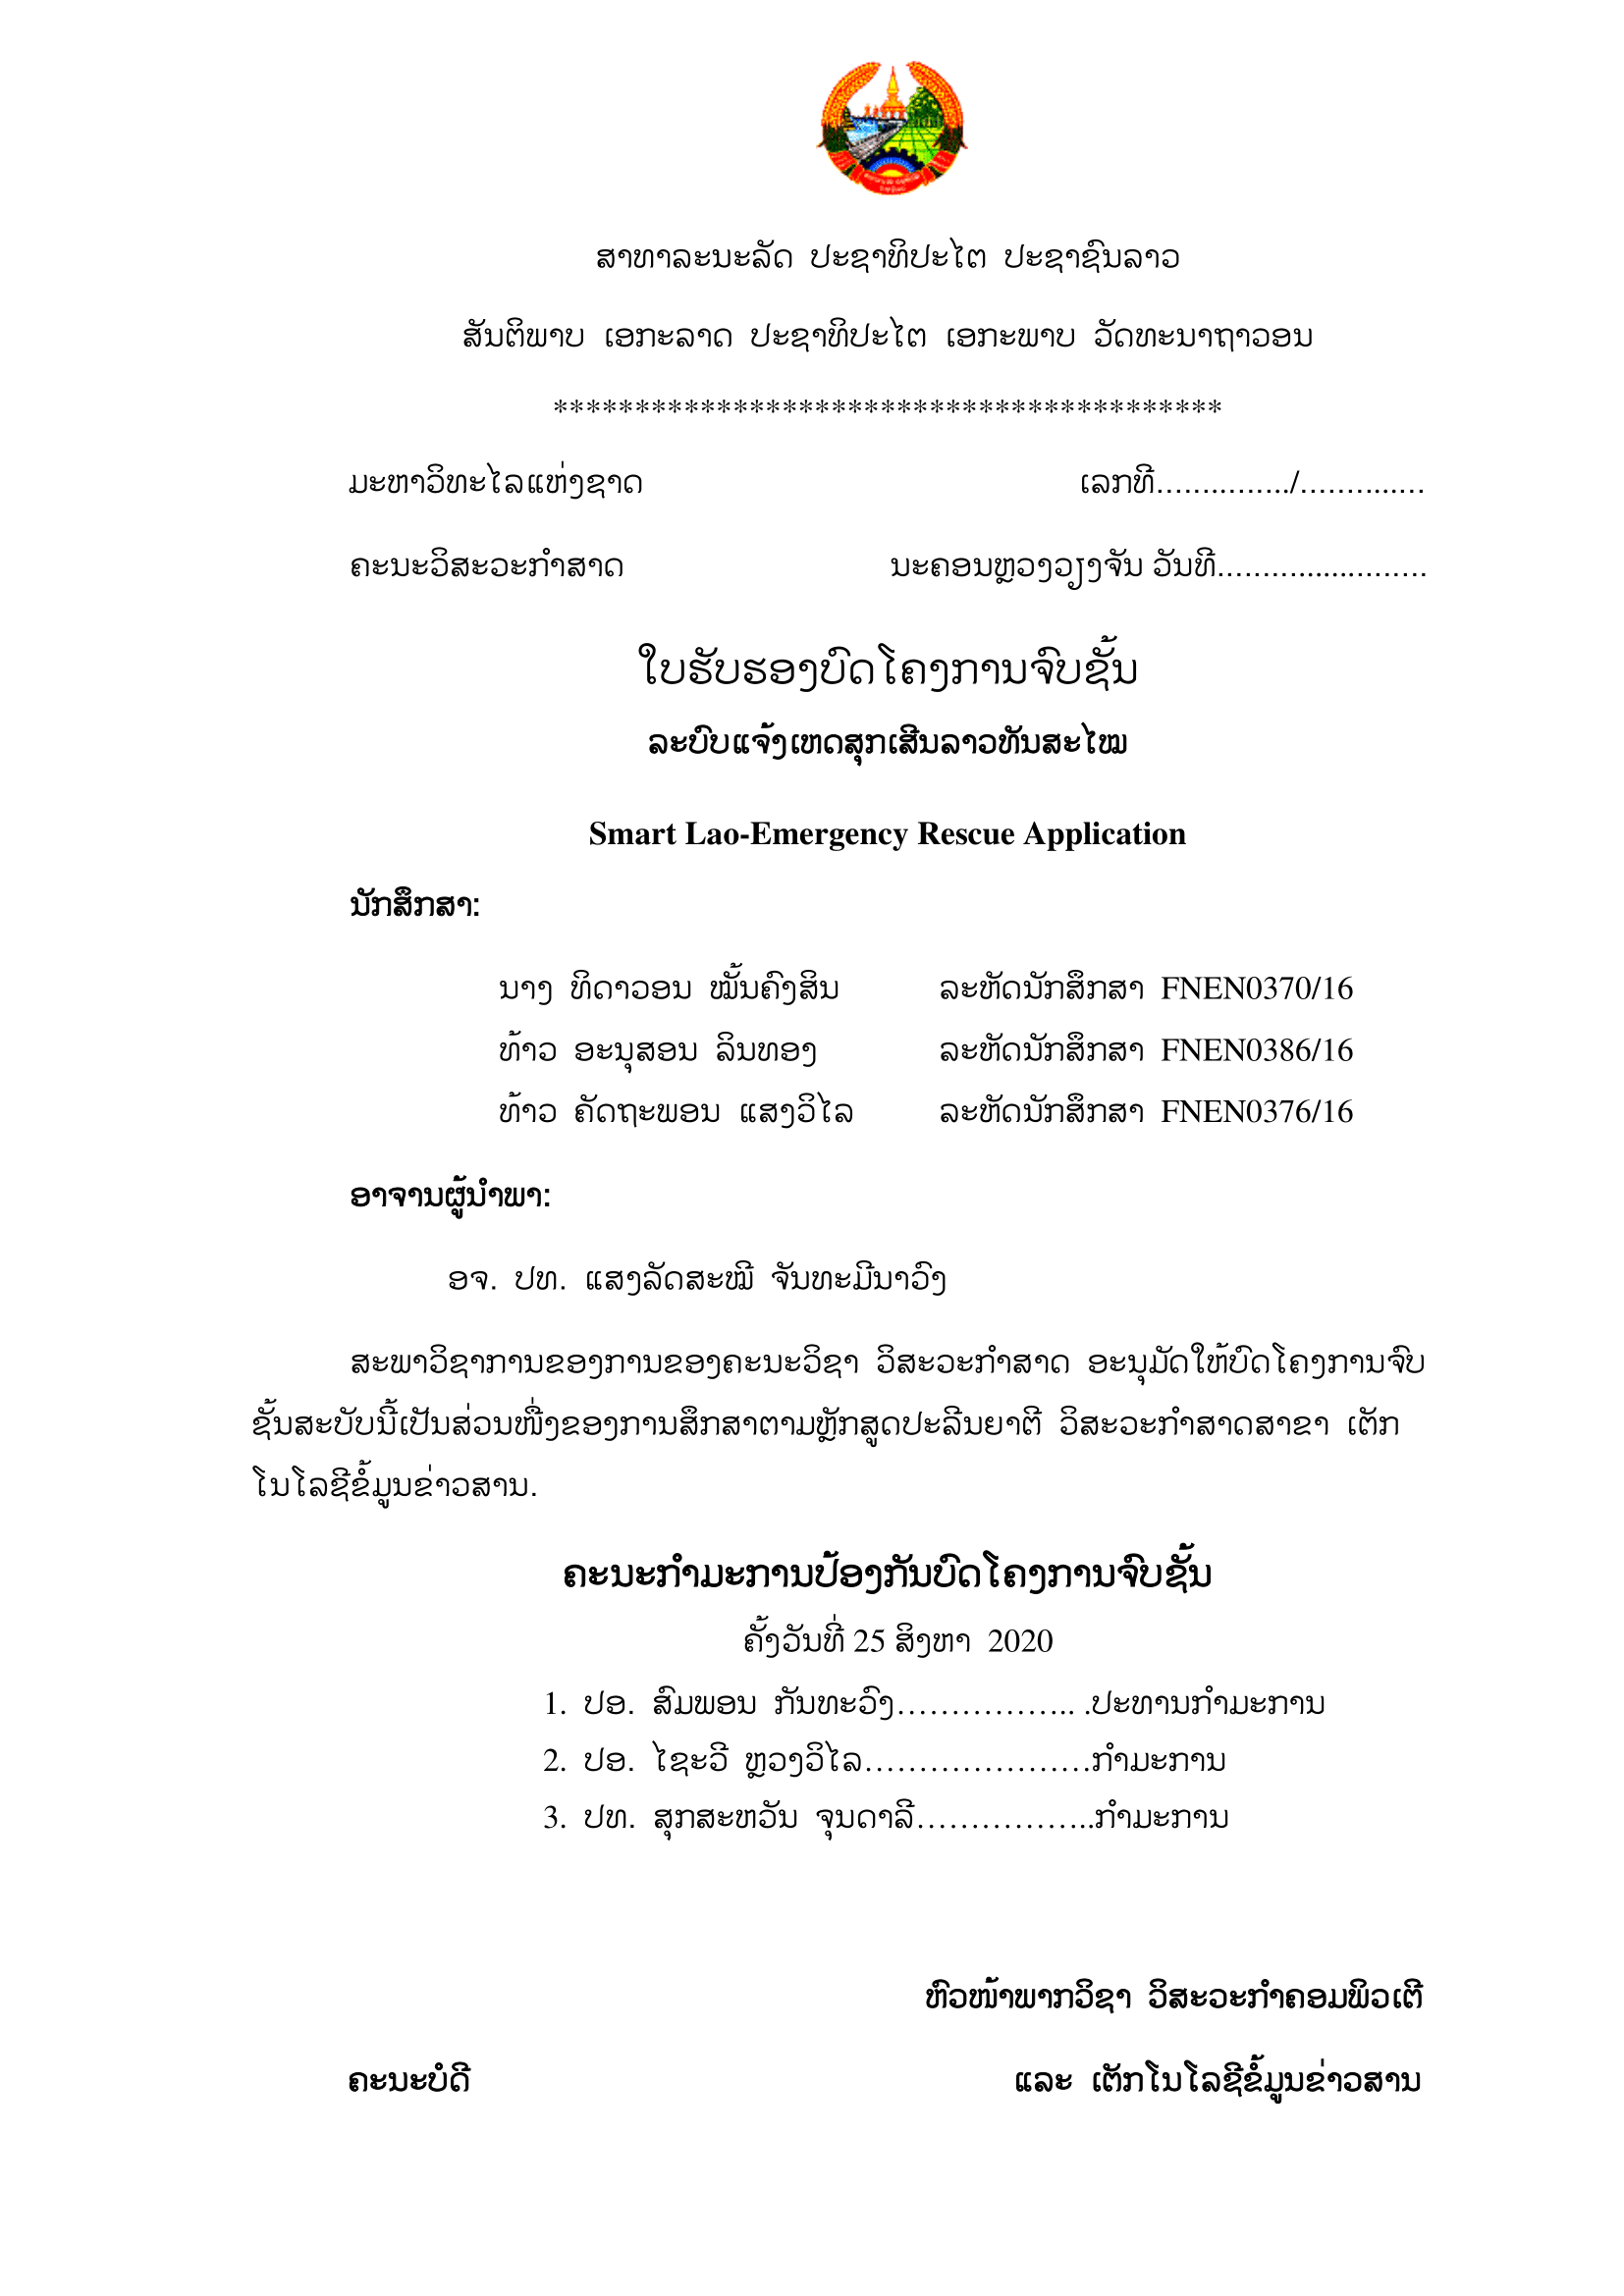 ສາທາລະນະລັດ ປະຊາທິປະໄຕ ປະຊາຊົນລາວ
ສັນຕິພາບ ເອກະລາດ ປະຊາທິປະໄຕ ເອກະພາບ ວັດທະນາຖາວອນ
*****************************************
ມະຫາວິທະໄລແຫ່ງຊາດ ເລກທີ……..……../………...…
ຄະນະວິສະວະກຳສາດ ນະຄອນຫຼວງວຽງຈັນ ວັນທີ……….......………
ໃບຮັບຮອງບົດໂຄງການຈົບຊັ້ນ
ລະບົບແຈ້ງເຫດສຸກເສີນລາວທັນສະໄໝ
Smart Lao-Emergency Rescue Application
ນັກສຶກສາ:
ນາງ ທິດາວອນ ໝັ້ນຄົງສິນ ລະຫັດນັກສຶກສາ FNEN0370/16
ທ້າວ ອະນຸສອນ ລິນທອງ ລະຫັດນັກສຶກສາ FNEN0386/16
ທ້າວ ຄັດຖະພອນ ແສງວິໄລ ລະຫັດນັກສຶກສາ FNEN0376/16
ອາຈານຜູ້ນຳພາ:
ອຈ. ປທ. ແສງລັດສະໝີ ຈັນທະມີນາວົງ
ສະພາວິຊາການຂອງການຂອງຄະນະວິຊາ ວິສະວະກຳສາດ ອະນຸມັດໃຫ້ບົດໂຄງການຈົບ
ຊັ້ນສະບັບນີ້ເປັນສ່ວນໜື່ງຂອງການສຶກສາຕາມຫຼັກສູດປະລີນຍາຕີ ວິສະວະກຳສາດສາຂາ ເຕັກ
ໂນໂລຊີຂໍ້ມູນຂ່າວສານ.
ຄະນະກຳມະການປ້ອງກັນບົດໂຄງການຈົບຊັ້ນ
ຄັ້ງວັນທີ່ 25 ສິງຫາ 2020
1. ປອ. ສົມພອນ ກັນທະວົງ…………….. .ປະທານກຳມະການ
2. ປອ. ໄຊະວີ ຫຼວງວິໄລ…………………ກຳມະການ
3. ປທ. ສຸກສະຫວັນ ຈຸນດາລີ……………..ກຳມະການ
ຫົວໜ້າພາກວິຊາ ວິສະວະກຳຄອມພິວເຕີ
ຄະນະບໍດີ ແລະ ເຕັກໂນໂລຊີຂໍ້ມູນຂ່າວສານ